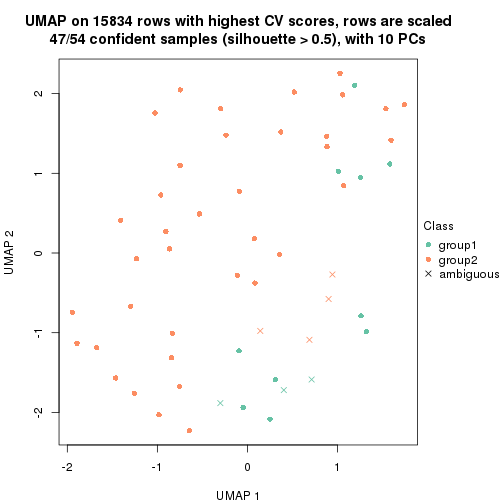 UMAP on 15834 rows with highest CV scores, rows are scaled
47/54 confident samples (silhouette > 0.5), with 10 PCs
2
1
0
-1
-2
UMAP 2
-2
-1
0
1
UMAP 1
Class
group1
group2
ambiguous